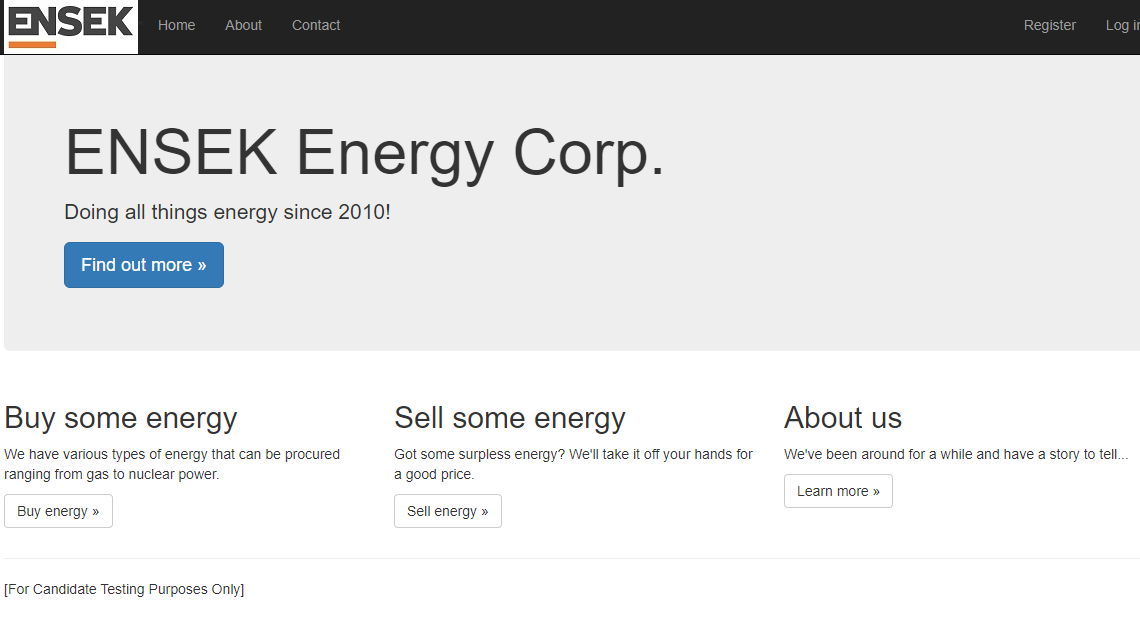 ENSEK
Home
About
Contact
Register
Log in
ENSEK Energy Corp.
Doing all things energy since 2010!
Find out more »
Buy some energy
We have various types of energy that can be procured
ranging from gas to nuclear power.
Buy energy »
Sell some energy
Got some surpless energy? We'll take it off your hands for
a good price.
Sell energy »
About us
We've been around for a while and have a story to tell...
Learn more »
[For Candidate Testing Purposes Only]